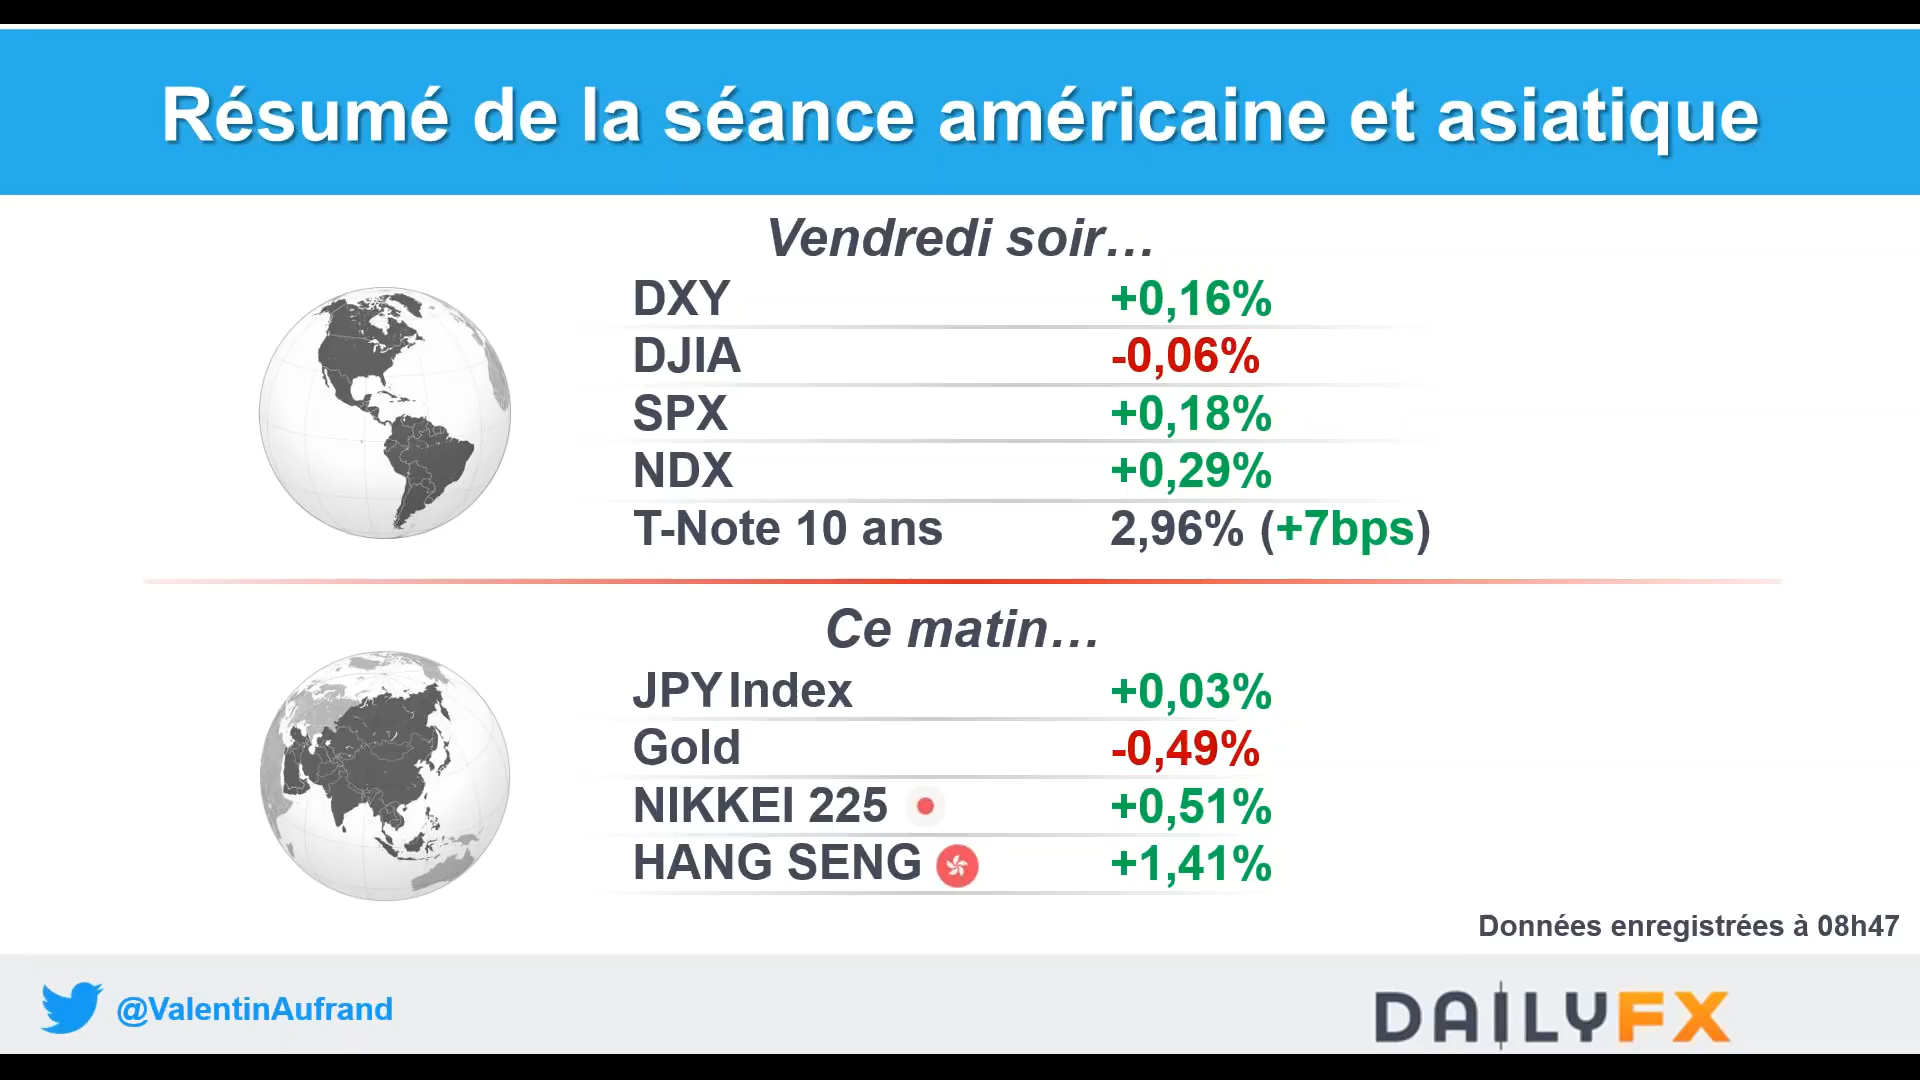 Résumé de la séance américaine et asiatique
Vendredi soir…
DXY +0,16%
DJIA -0,06%
SPX +0,18%
NDX +0,29%
T-Note 10 ans 2,96% (+7bps)
Ce matin…
JPY Index +0,03%
Gold -0,49%
NIKKEI 225 +0,51%
HANG SENG +1,41%
Données enregistrées à 08h47
@ValentinAufrand
DAILYFX